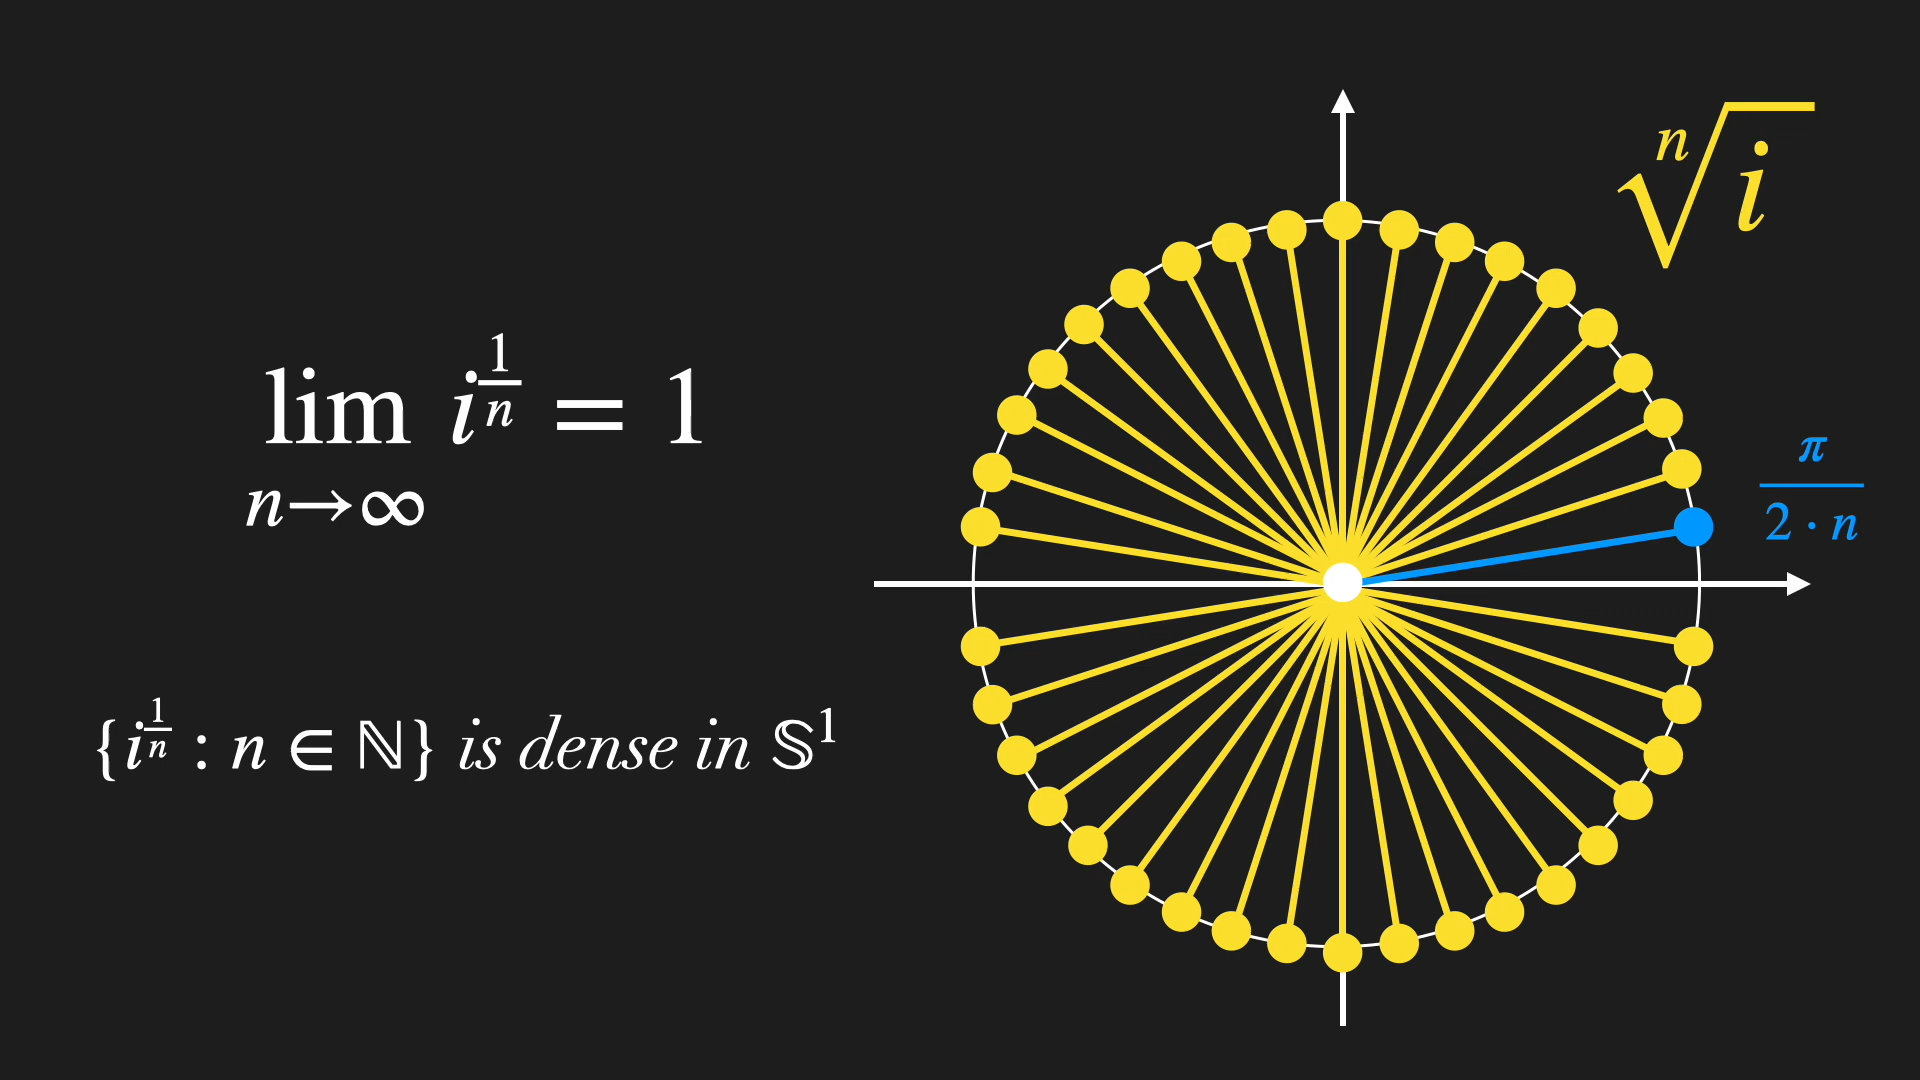 lim i^{1/n} = 1
n→∞
{i^{1/n} : n ∈ ℕ} is dense in 𝕊¹
ⁿ√i
π
2 · n